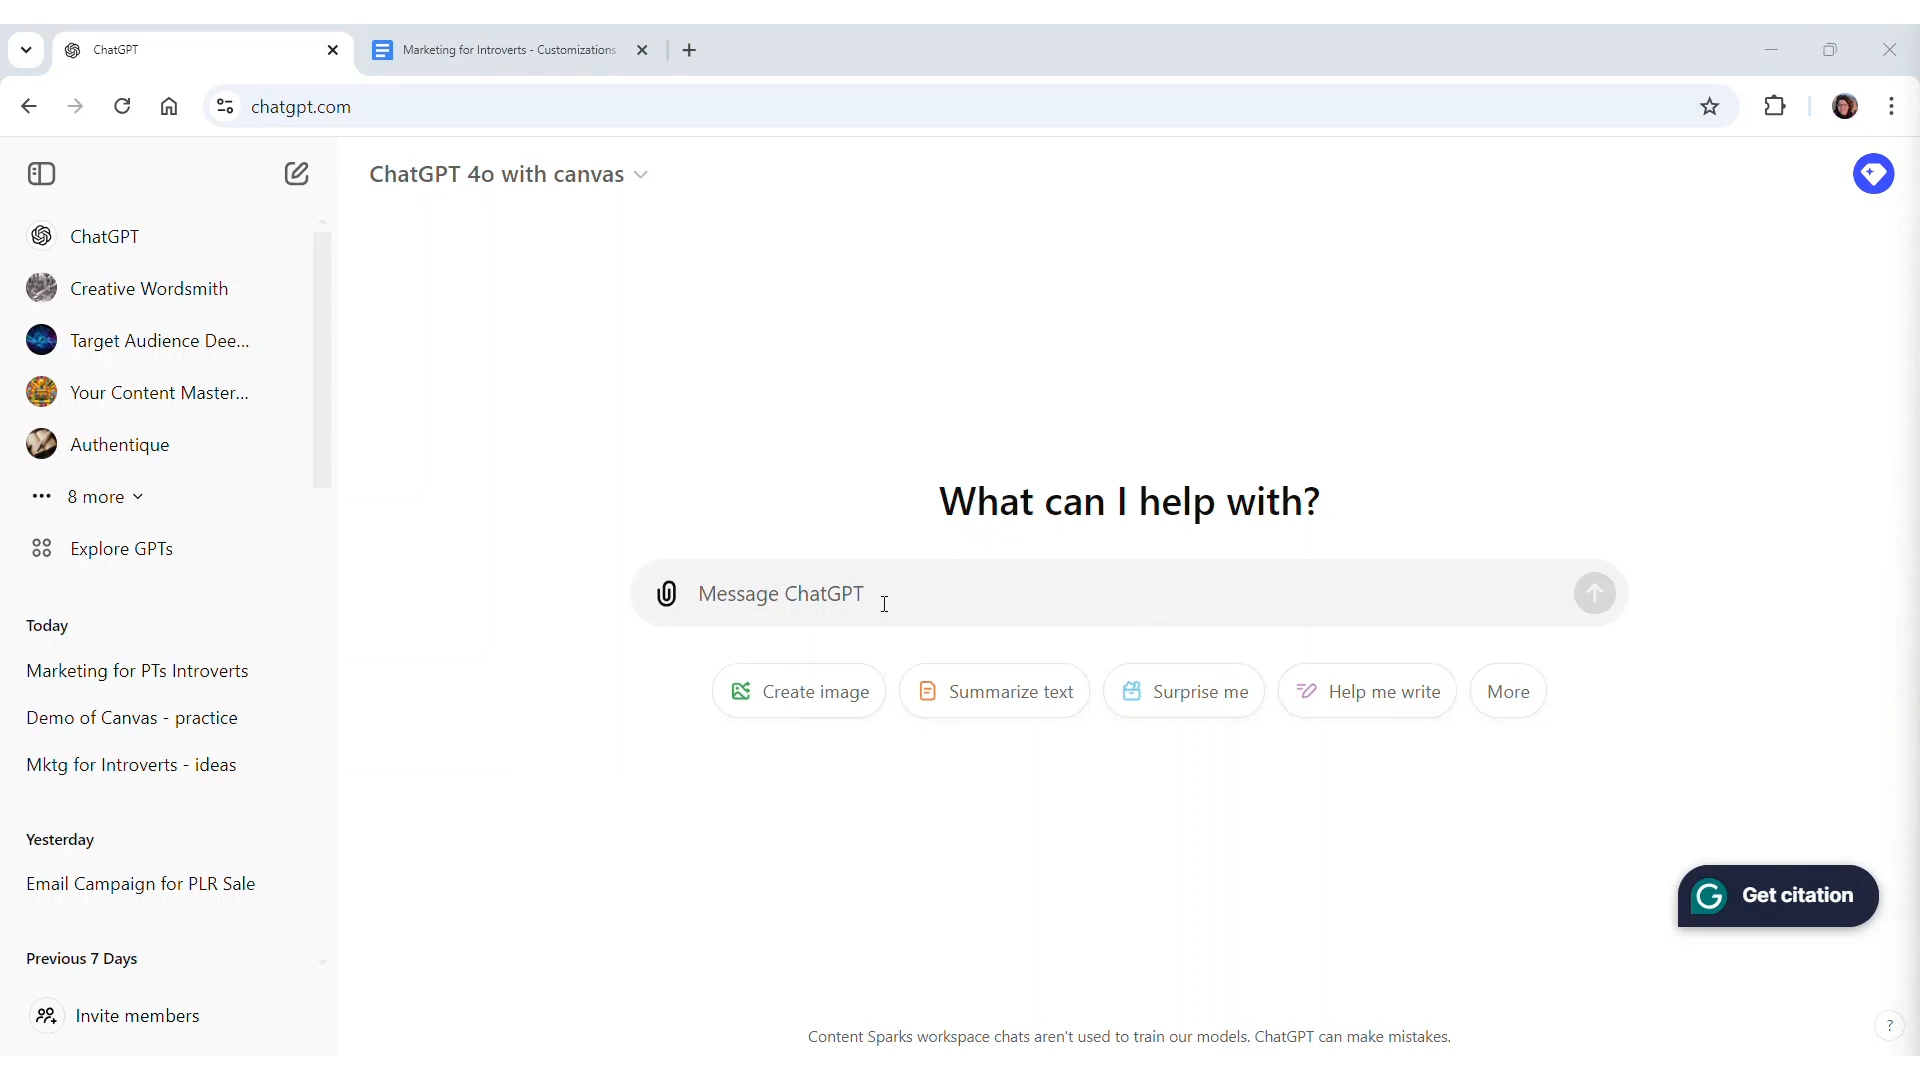 ChatGPT
Marketing for Introverts - Customizations
chatgpt.com
ChatGPT 4o with canvas
ChatGPT
Creative Wordsmith
Target Audience Dee...
Your Content Master...
Authentique
8 more
Explore GPTs
Today
Marketing for PTs Introverts
Demo of Canvas - practice
Mktg for Introverts - ideas
Yesterday
Email Campaign for PLR Sale
Previous 7 Days
Invite members
What can I help with?
Message ChatGPT
Create image
Summarize text
Surprise me
Help me write
More
G Get citation
Content Sparks workspace chats aren't used to train our models. ChatGPT can make mistakes.
?